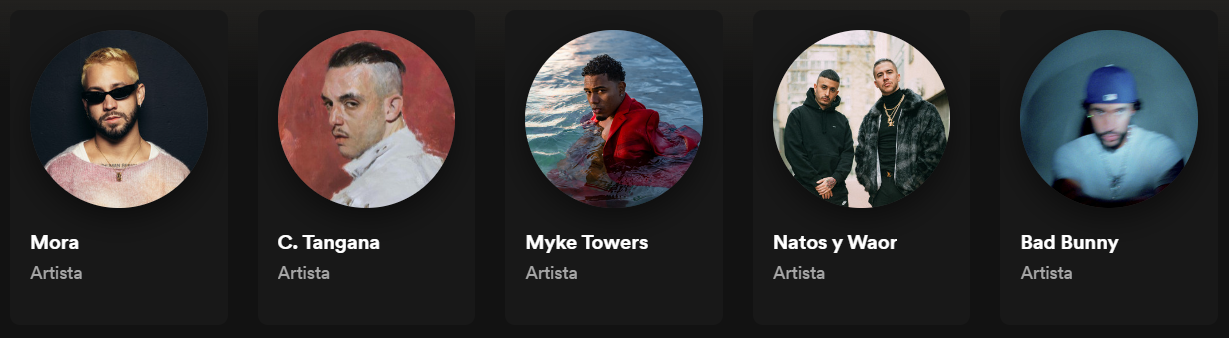 Mora
Artista
C. Tangana
Artista
Myke Towers
Artista
Natos y Waor
Artista
Bad Bunny
Artista